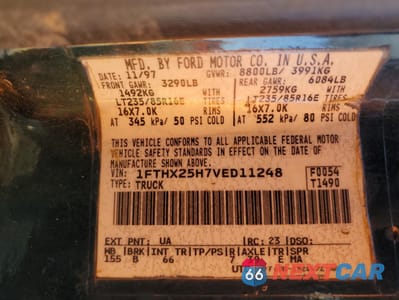 MFD. BY FORD MOTOR CO. IN U.S.A.
DATE: 11/97 GVWR: 8800LB/ 3991KG
FRONT GAWR: 3290LB REAR GAWR: 6084LB
1492KG WITH 2759KG WITH
LT235/85R16E TIRES LT235/85R16E TIRES
16X7.0K RIMS 16X7.0K RIMS
AT 345 kPa/ 50 PSI COLD AT 552 kPa/ 80 PSI COLD
THIS VEHICLE CONFORMS TO ALL APPLICABLE FEDERAL MOTOR
VEHICLE SAFETY STANDARDS IN EFFECT ON THE DATE OF
MANUFACTURE SHOWN ABOVE.
VIN: 1FTHX25H7VED11248 F0054
TYPE: TRUCK T1490
EXT PNT: UA RC: 23 DSO:
WB BRK INT TR TP/PS R AXLE TR SPR
155 B 66 7 39 E MA
66 NEXTCAR